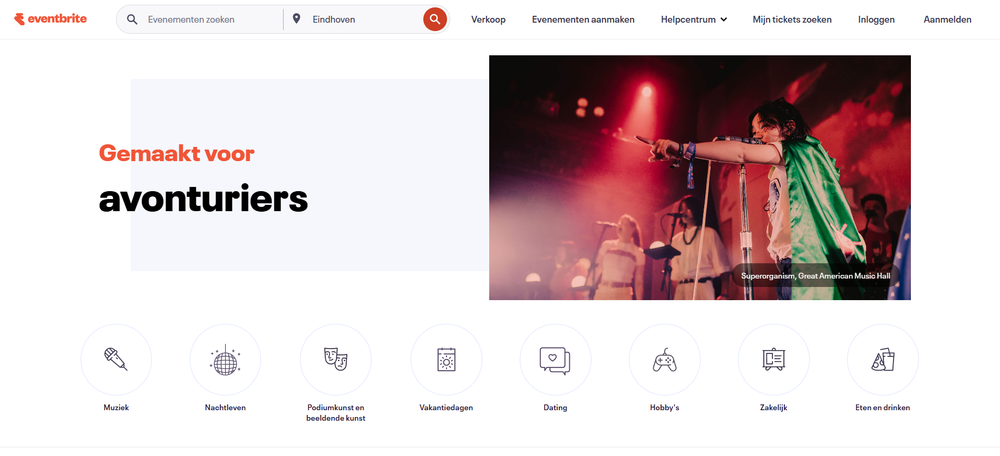 eventbrite
Evenementen zoeken
Eindhoven
Verkoop
Evenementen aanmaken
Helpcentrum
Mijn tickets zoeken
Inloggen
Aanmelden
Gemaakt voor
avonturiers
Superorganism, Great American Music Hall
Muziek
Nachtleven
Podiumkunst en
beeldende kunst
Vakantiedagen
Dating
Hobby's
Zakelijk
Eten en drinken